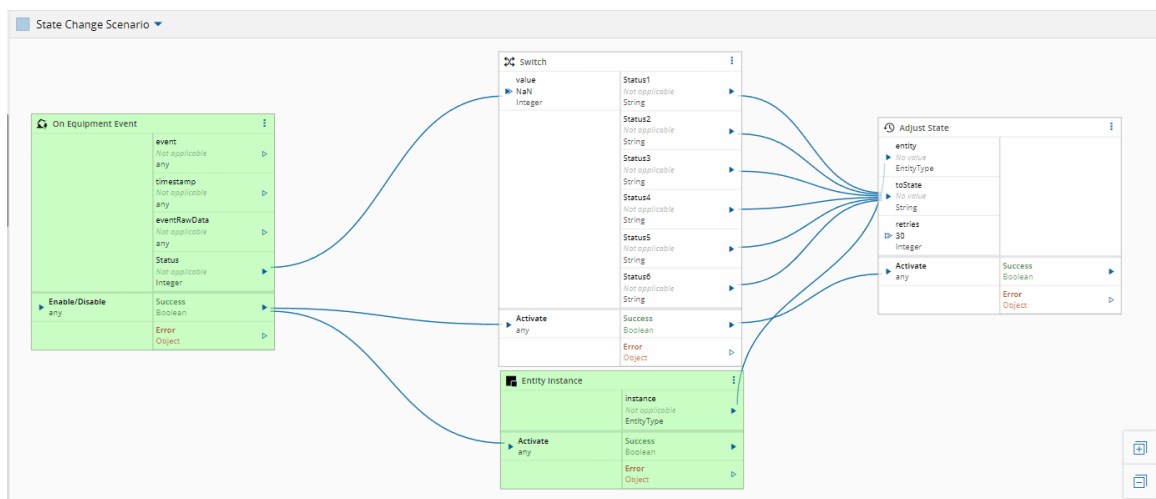 State Change Scenario
On Equipment Event
event
Not applicable
any
timestamp
Not applicable
any
eventRawData
Not applicable
any
Status
Not applicable
Integer
Enable/Disable
any
Success
Boolean
Error
Object
Switch
value
NaN
Integer
Status1
Not applicable
String
Status2
Not applicable
String
Status3
Not applicable
String
Status4
Not applicable
String
Status5
Not applicable
String
Status6
Not applicable
String
Activate
any
Success
Boolean
Error
Object
Entity Instance
instance
Not applicable
EntityType
Activate
any
Success
Boolean
Error
Object
Adjust State
entity
No value
EntityType
toState
No value
String
retries
30
Integer
Activate
any
Success
Boolean
Error
Object